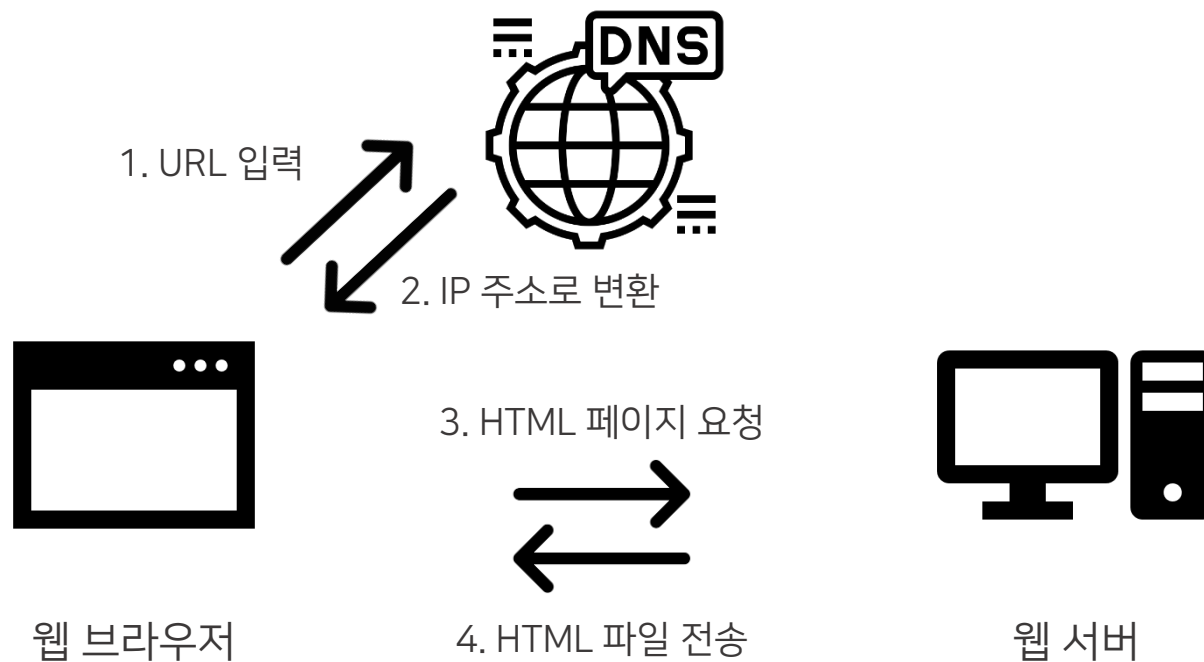 DNS
1. URL 입력
2. IP 주소로 변환
3. HTML 페이지 요청
4. HTML 파일 전송
웹 브라우저
웹 서버